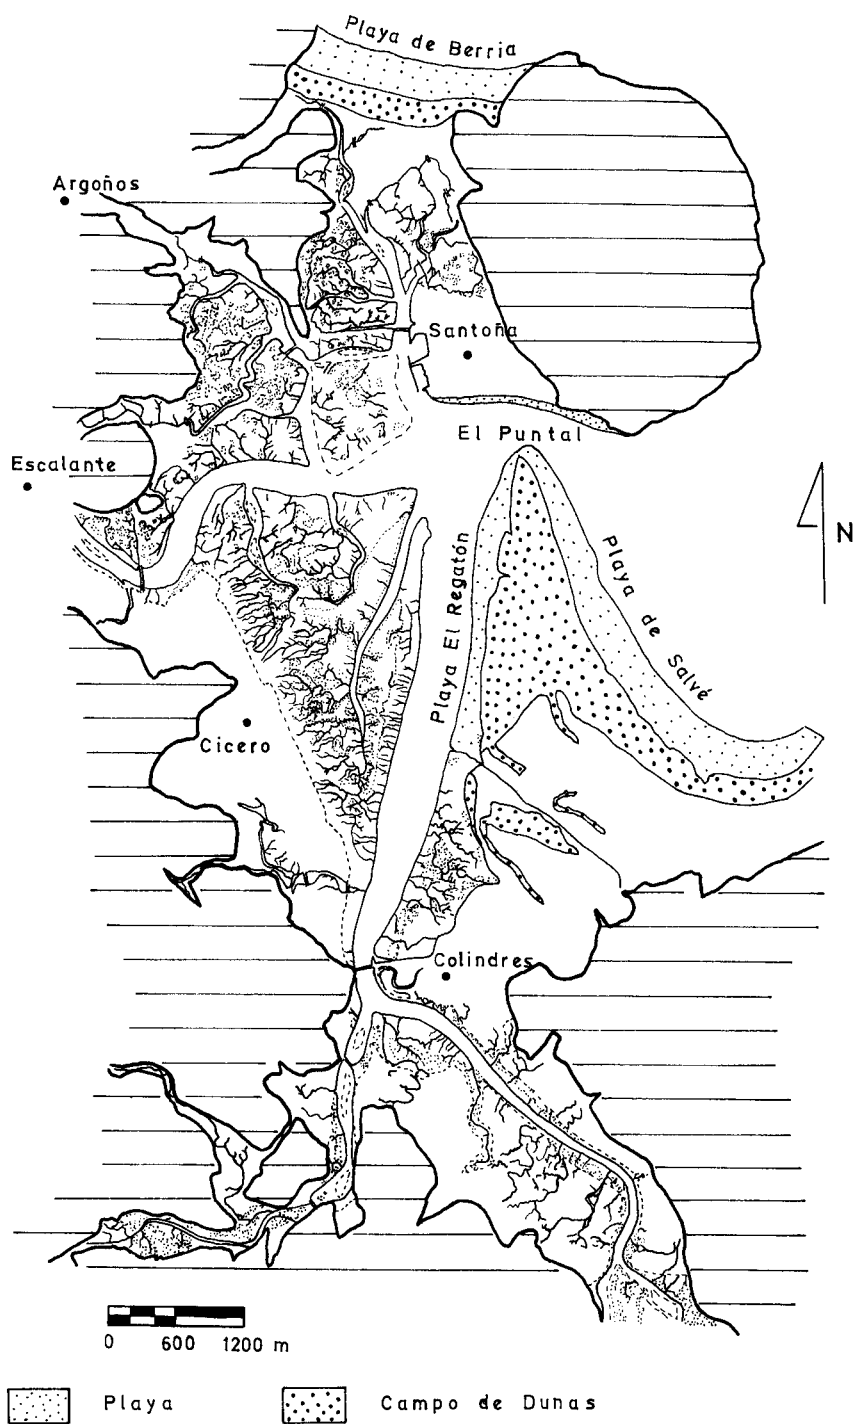 Playa de Berria
Argoños
Santoña
El Puntal
Escalante
N
Playa El Regatón
Playa de Salvé
Cicero
Colindres
0 600 1200 m
Playa
Campo de Dunas